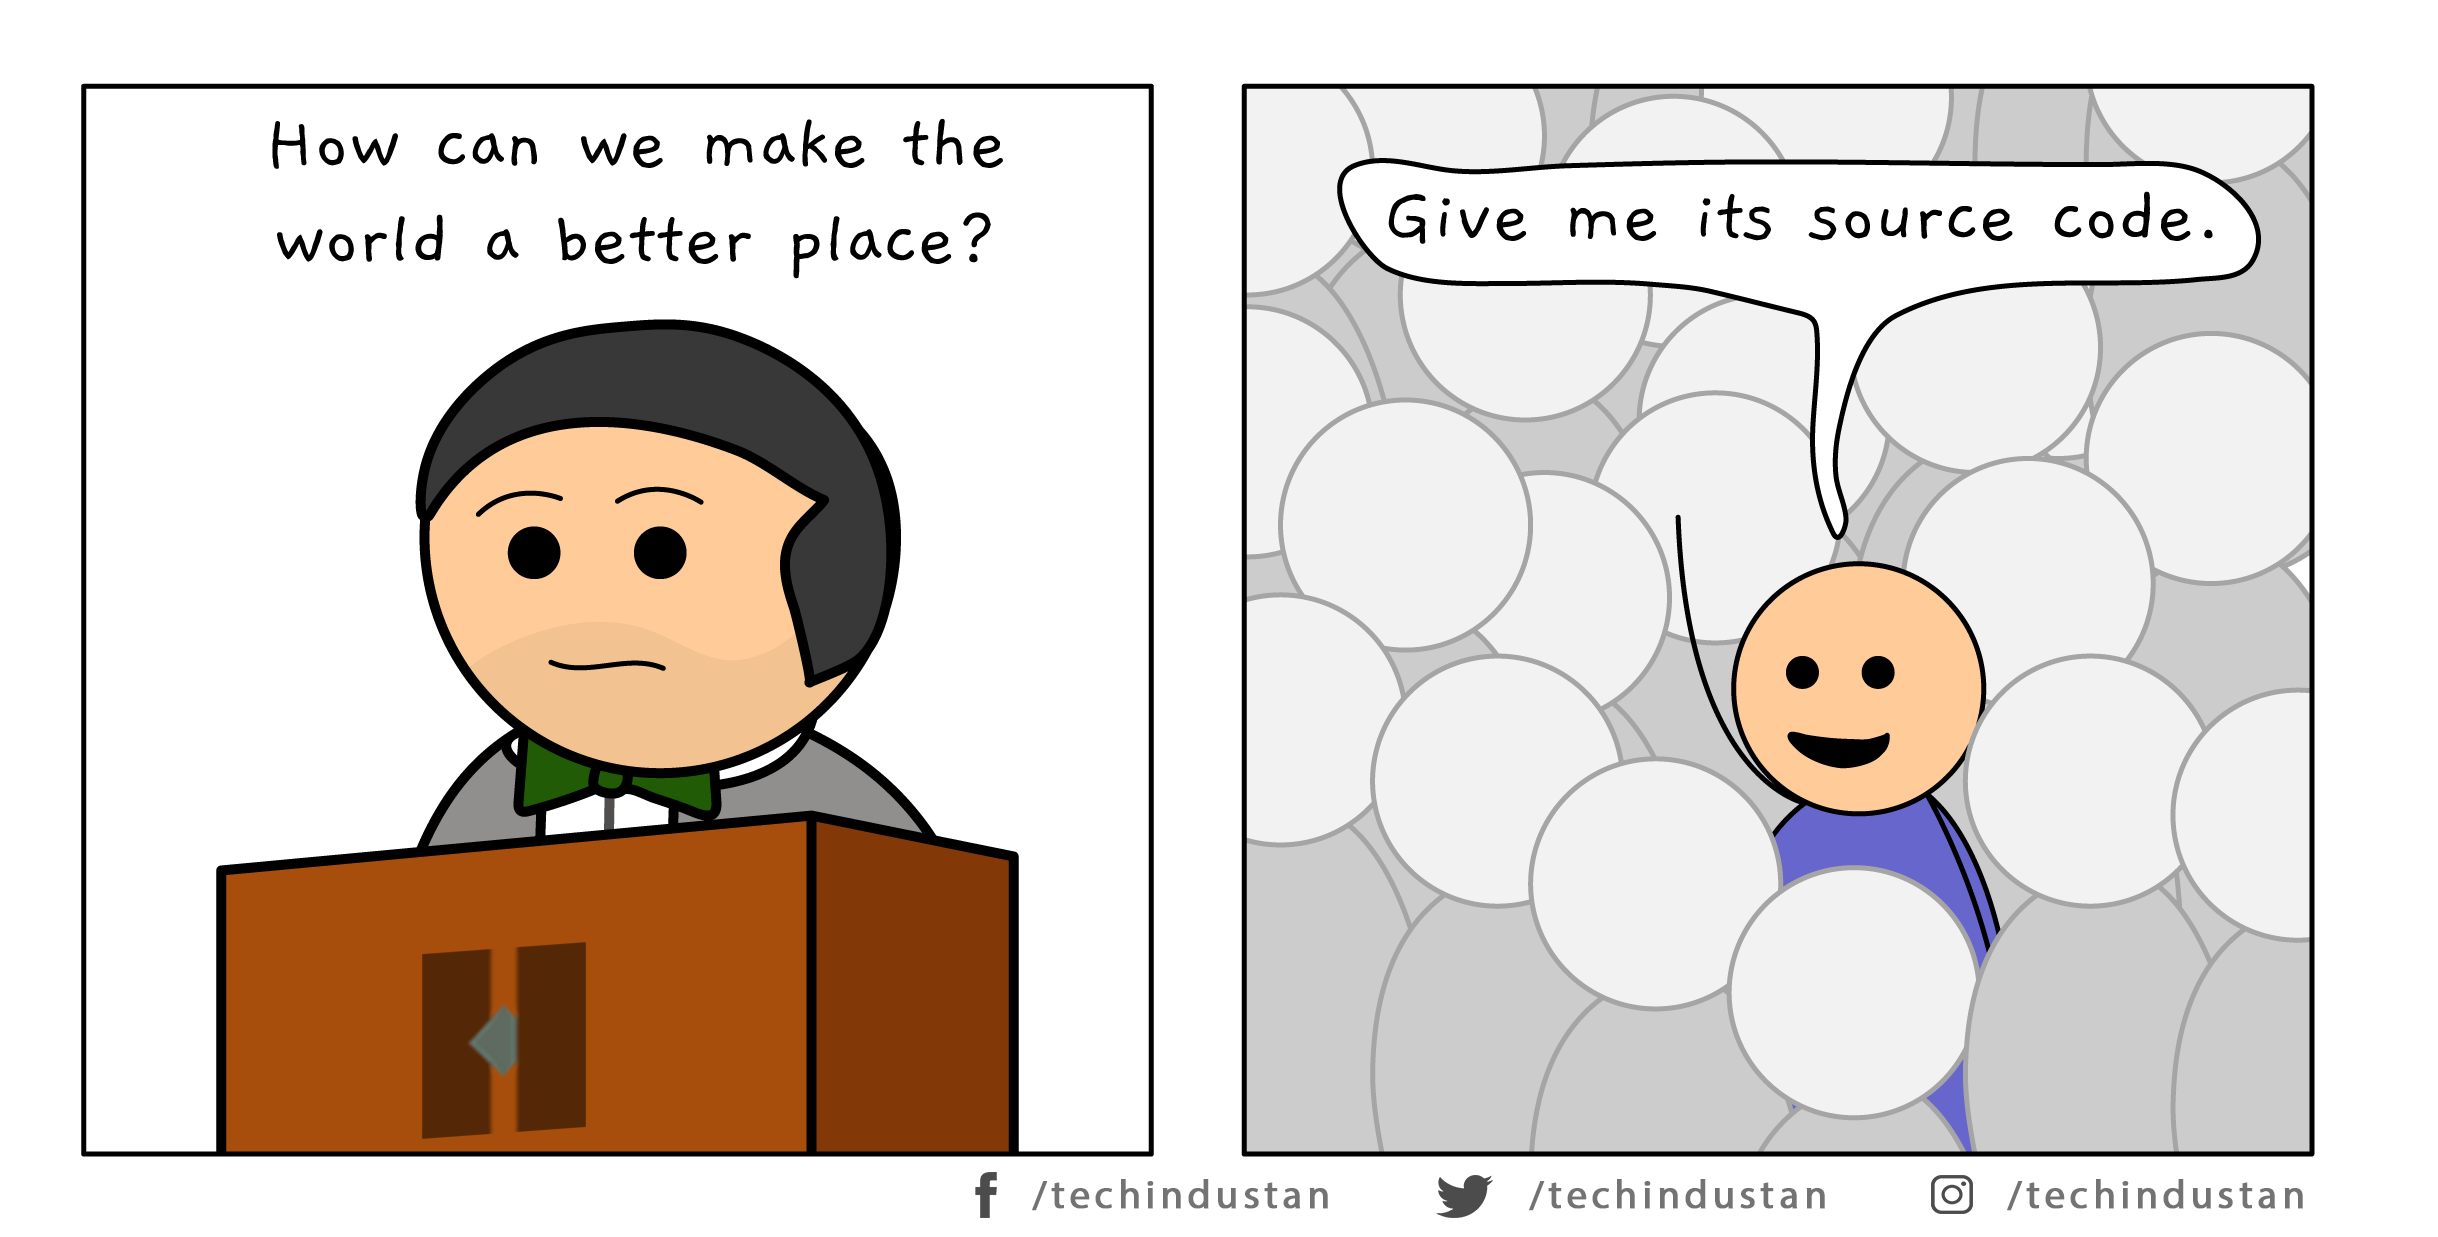 How can we make the
world a better place?
Give me its source code.
/techindustan
/techindustan
/techindustan